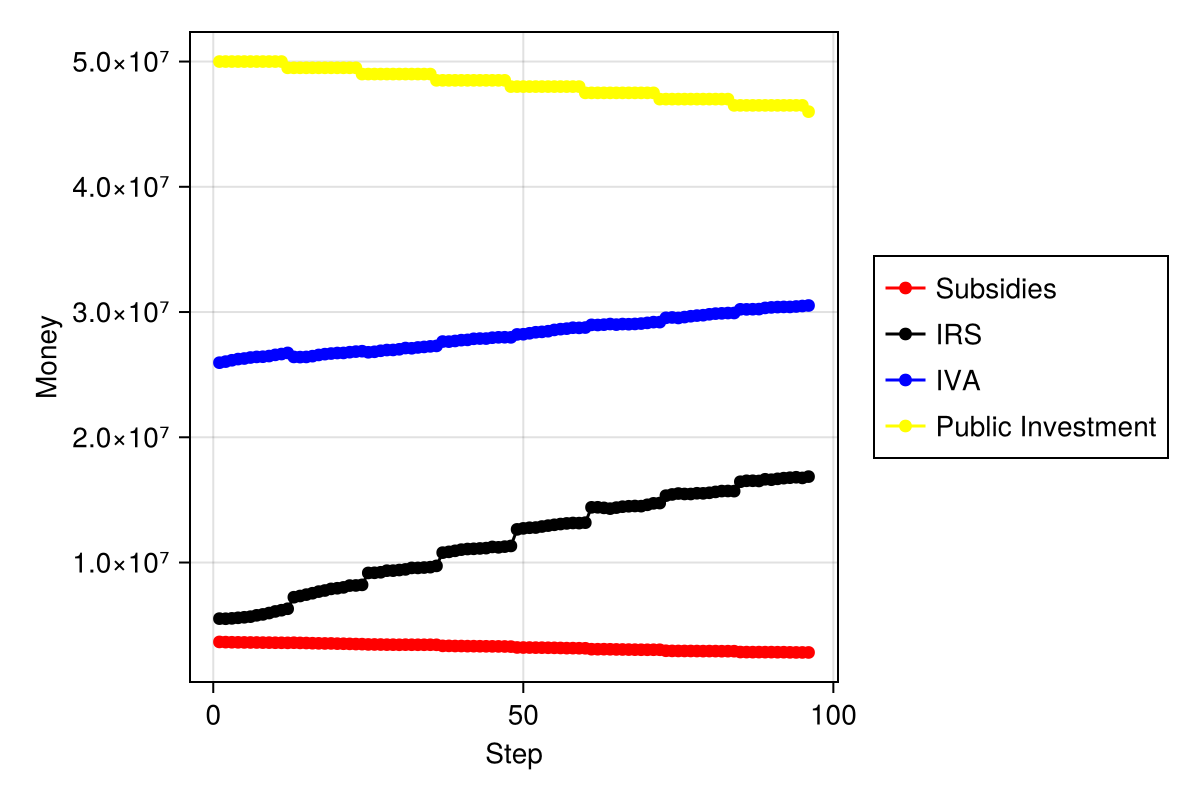 5.0×10⁷
4.0×10⁷
3.0×10⁷
2.0×10⁷
1.0×10⁷
Money
0
50
100
Step
Subsidies
IRS
IVA
Public Investment